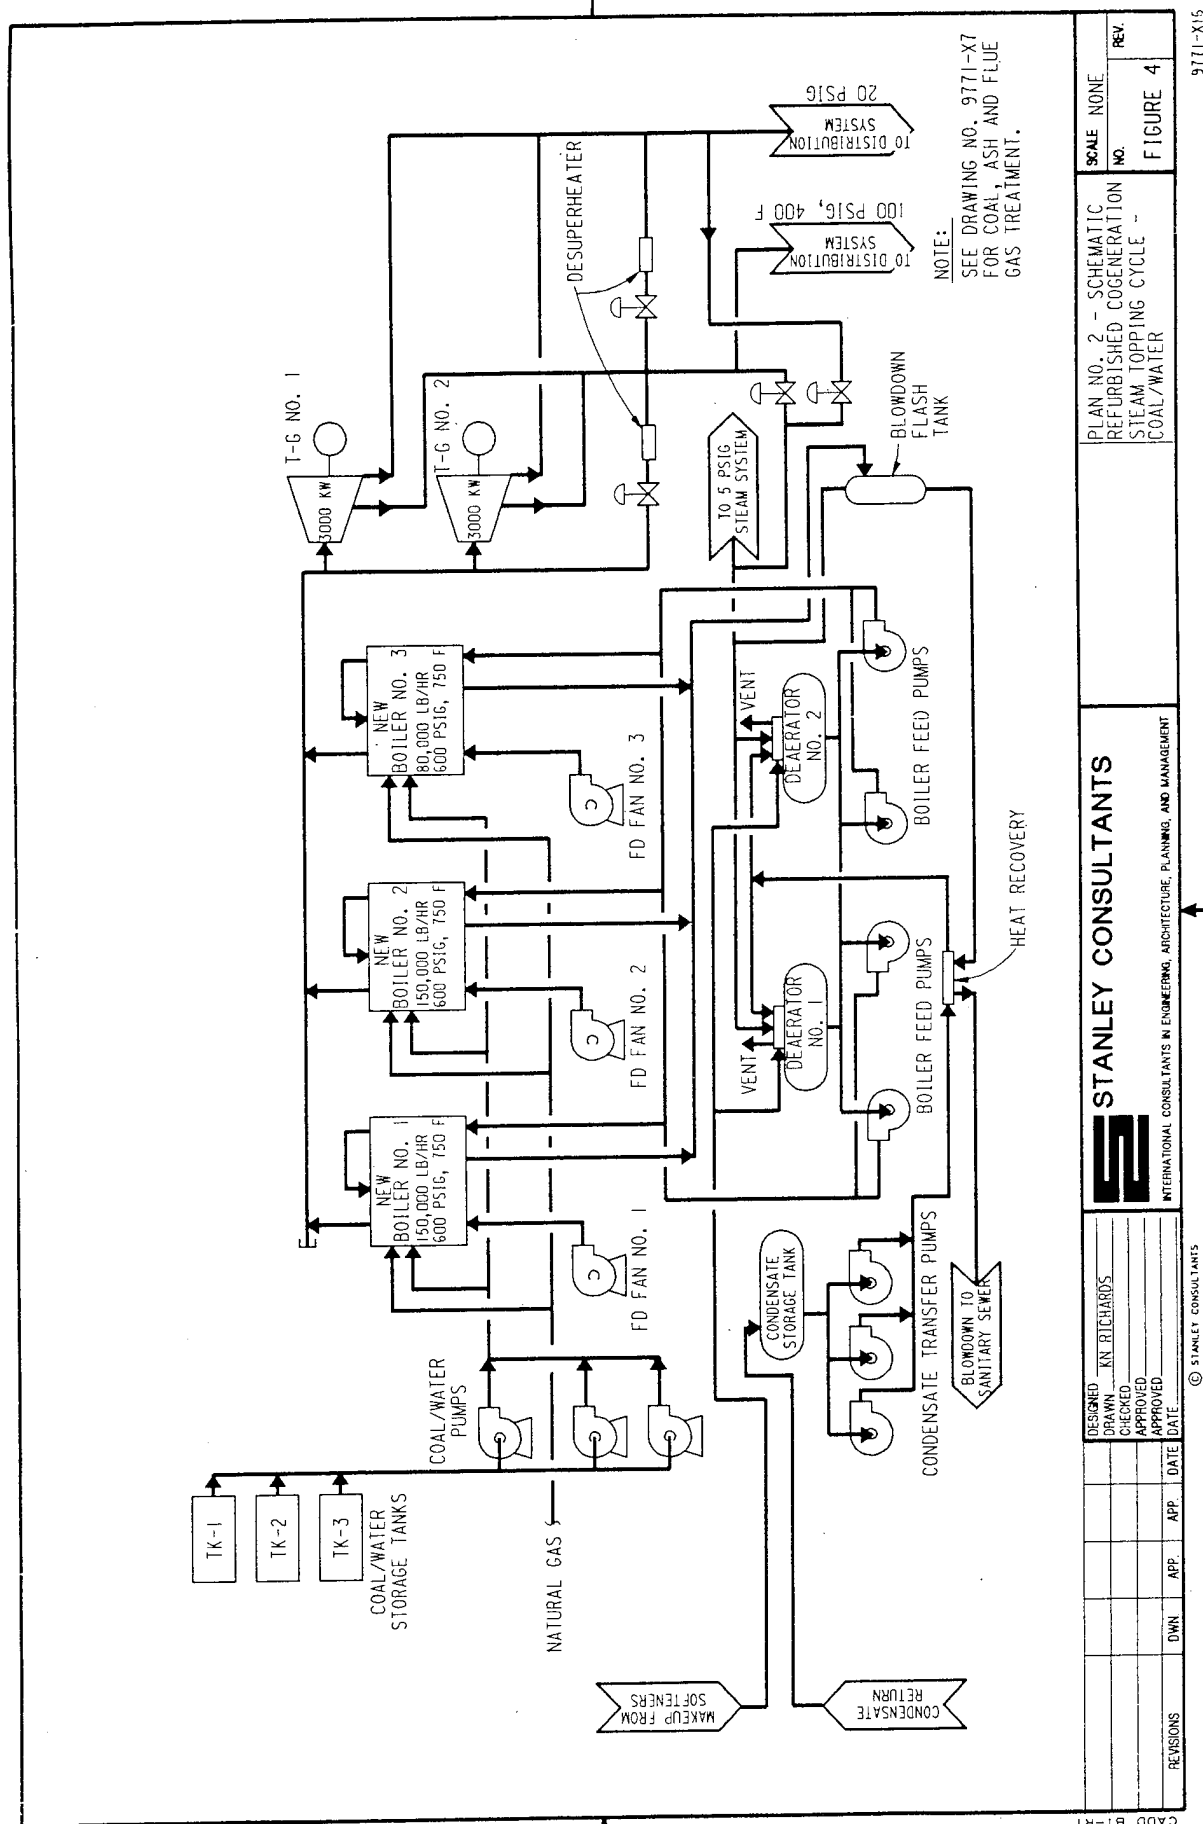 TK-1
TK-2
TK-3
COAL/WATER
STORAGE TANKS
COAL/WATER
PUMPS
NATURAL GAS
NEW
BOILER NO. 1
150,000 LB/HR
600 PSIG, 750 F
NEW
BOILER NO. 2
150,000 LB/HR
600 PSIG, 750 F
NEW
BOILER NO. 3
80,000 LB/HR
600 PSIG, 750 F
C
FD FAN NO. 1
C
FD FAN NO. 2
C
FD FAN NO. 3
T-G NO. 1
3000 KW
T-G NO. 2
3000 KW
DESUPERHEATER
TO DISTRIBUTION
SYSTEM
20 PSIG
TO DISTRIBUTION
SYSTEM
100 PSIG, 400 F
TO 5 PSIG
STEAM SYSTEM
BLOWDOWN
FLASH
TANK
NOTE:
SEE DRAWING NO. 9771-X7
FOR COAL, ASH AND FLUE
GAS TREATMENT.
MAKEUP FROM
SOFTENERS
CONDENSATE
RETURN
CONDENSATE
STORAGE TANK
CONDENSATE TRANSFER PUMPS
BLOWDOWN TO
SANITARY SEWER
VENT
DEAERATOR
NO. 1
VENT
DEAERATOR
NO. 2
BOILER FEED PUMPS
BOILER FEED PUMPS
HEAT RECOVERY
REVISIONS
DWN
APP.
APP.
DATE
DESIGNED
DRAWN KN RICHARDS
CHECKED
APPROVED
APPROVED
DATE
STANLEY CONSULTANTS
INTERNATIONAL CONSULTANTS IN ENGINEERING, ARCHITECTURE, PLANNING, AND MANAGEMENT
PLAN NO. 2 - SCHEMATIC
REFURBISHED COGENERATION
STEAM TOPPING CYCLE -
COAL/WATER
SCALE NONE
NO.
REV.
FIGURE 4
© STANLEY CONSULTANTS
9771-X15